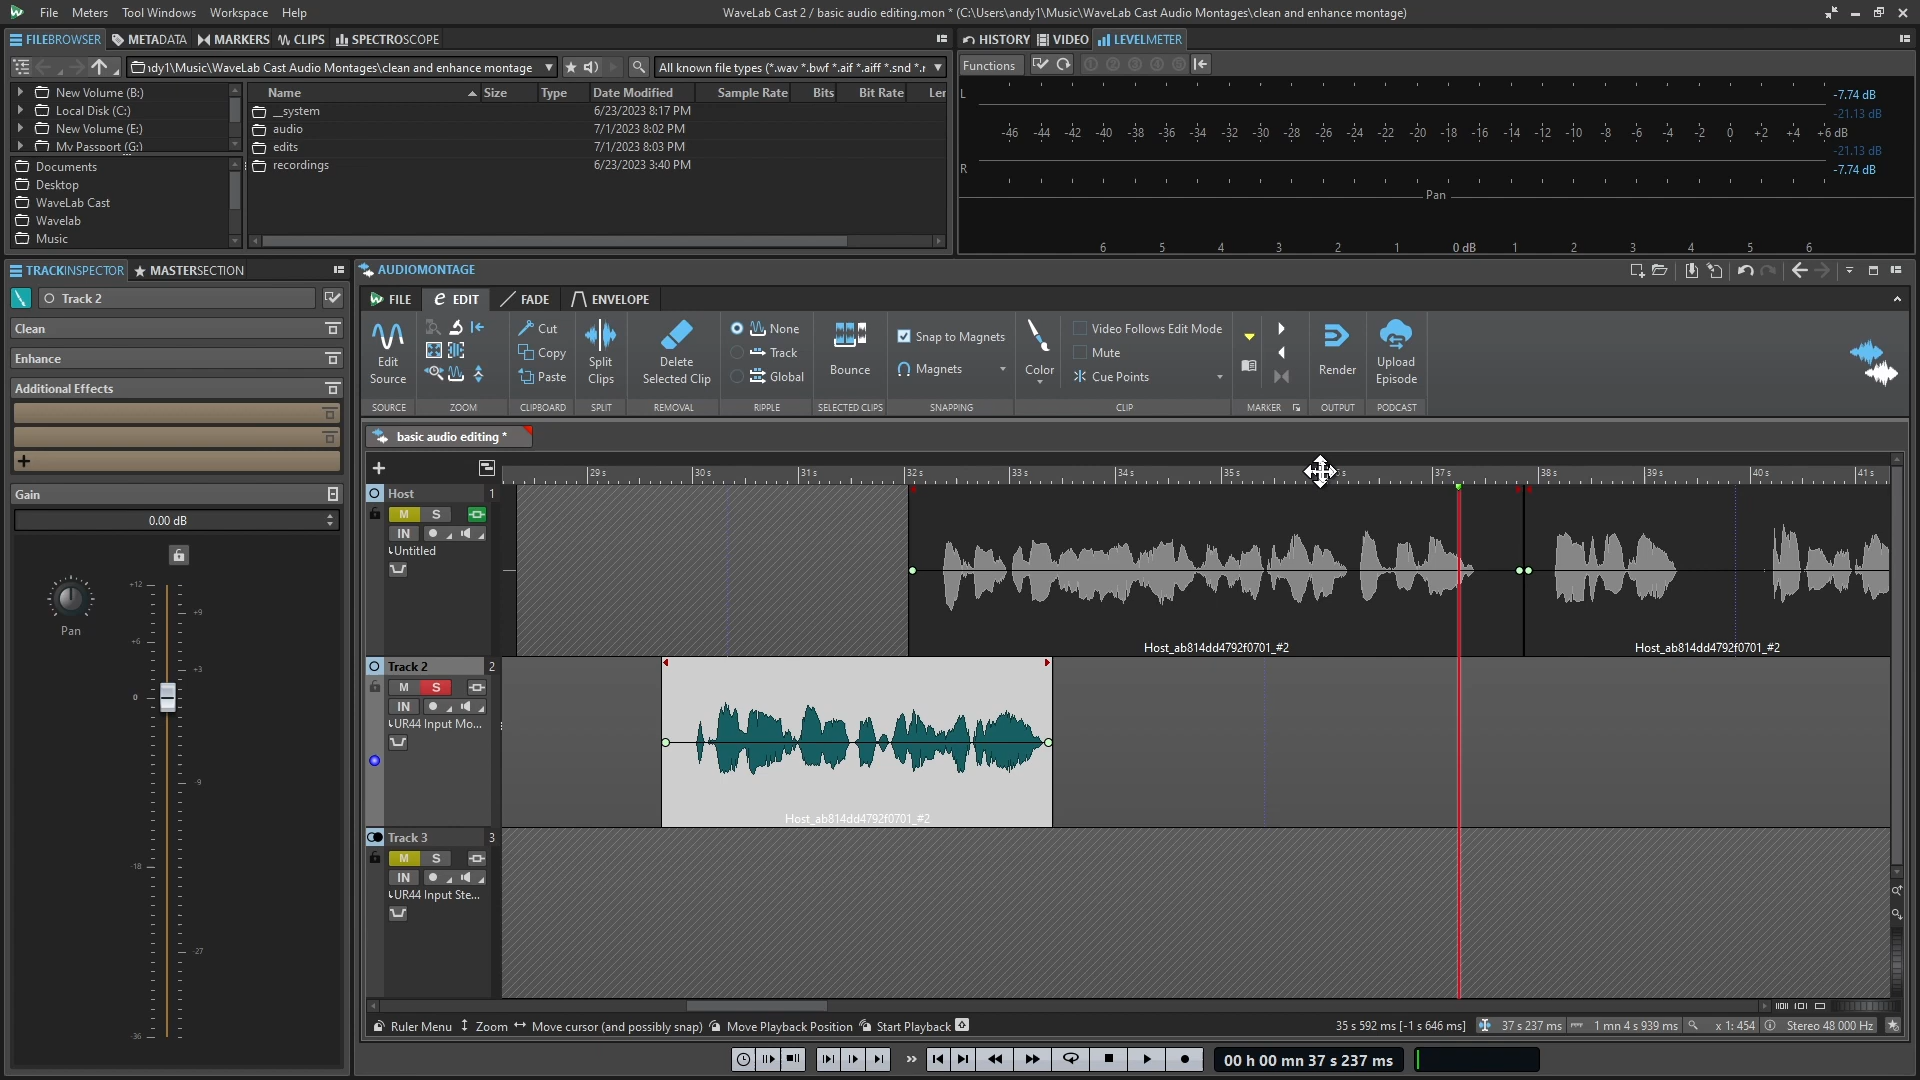 File Meters Tool Windows Workspace Help
WaveLab Cast 2 / basic audio editing.mon * (C:\Users\andy1\Music\WaveLab Cast Audio Montages\clean and enhance montage)
FILEBROWSER METADATA MARKERS CLIPS SPECTROSCOPE
HISTORY VIDEO LEVELMETER
ndy1\Music\WaveLab Cast Audio Montages\clean and enhance montage
All known file types (*.wav *.bwf *.aif *.aiff *.snd *.
Functions
New Volume (B:)
Local Disk (C:)
New Volume (E:)
My Passport (G:)
Documents
Desktop
WaveLab Cast
Wavelab
Music
Name Size Type Date Modified Sample Rate Bits Bit Rate Ler
__system 6/23/2023 8:17 PM
audio 7/1/2023 8:02 PM
edits 7/1/2023 8:03 PM
recordings 6/23/2023 3:40 PM
L -7.74 dB
-21.13 dB
-46 -44 -42 -40 -38 -36 -34 -32 -30 -28 -26 -24 -22 -20 -18 -16 -14 -12 -10 -8 -6 -4 -2 0 +2 +4 +6 dB
-21.13 dB
R -7.74 dB
Pan
6 5 4 3 2 1 0 dB 1 2 3 4 5 6
TRACKINSPECTOR MASTERSECTION
Track 2
Clean
Enhance
Additional Effects
+
Gain
0.00 dB
Pan
+12
+9
+6
+3
0
-9
-18
-27
-36
AUDIOMONTAGE
FILE EDIT FADE ENVELOPE
Edit Source
SOURCE
ZOOM
Cut
Copy
Paste
CLIPBOARD
Split Clips
SPLIT
Delete Selected Clip
REMOVAL
None
Track
Global
RIPPLE
Bounce
SELECTED CLIPS
Snap to Magnets
Magnets
SNAPPING
Color
Video Follows Edit Mode
Mute
Cue Points
CLIP
MARKER
Render
OUTPUT
Upload Episode
PODCAST
basic audio editing *
29 s 30 s 31 s 32 s 33 s 34 s 35 s 37 s 38 s 39 s 40 s 41 s
Host 1
M S
IN
Untitled
Host_ab814dd4792f0701_#2
Host_ab814dd4792f0701_#2
Track 2 2
M S
IN
UR44 Input Mo...
Host_ab814dd4792f0701_#2
Track 3 3
M S
IN
UR44 Input Ste...
Ruler Menu Zoom Move cursor (and possibly snap) Move Playback Position Start Playback
35 s 592 ms [-1 s 646 ms] 37 s 237 ms 1 mn 4 s 939 ms x 1: 454 Stereo 48 000 Hz
00 h 00 mn 37 s 237 ms